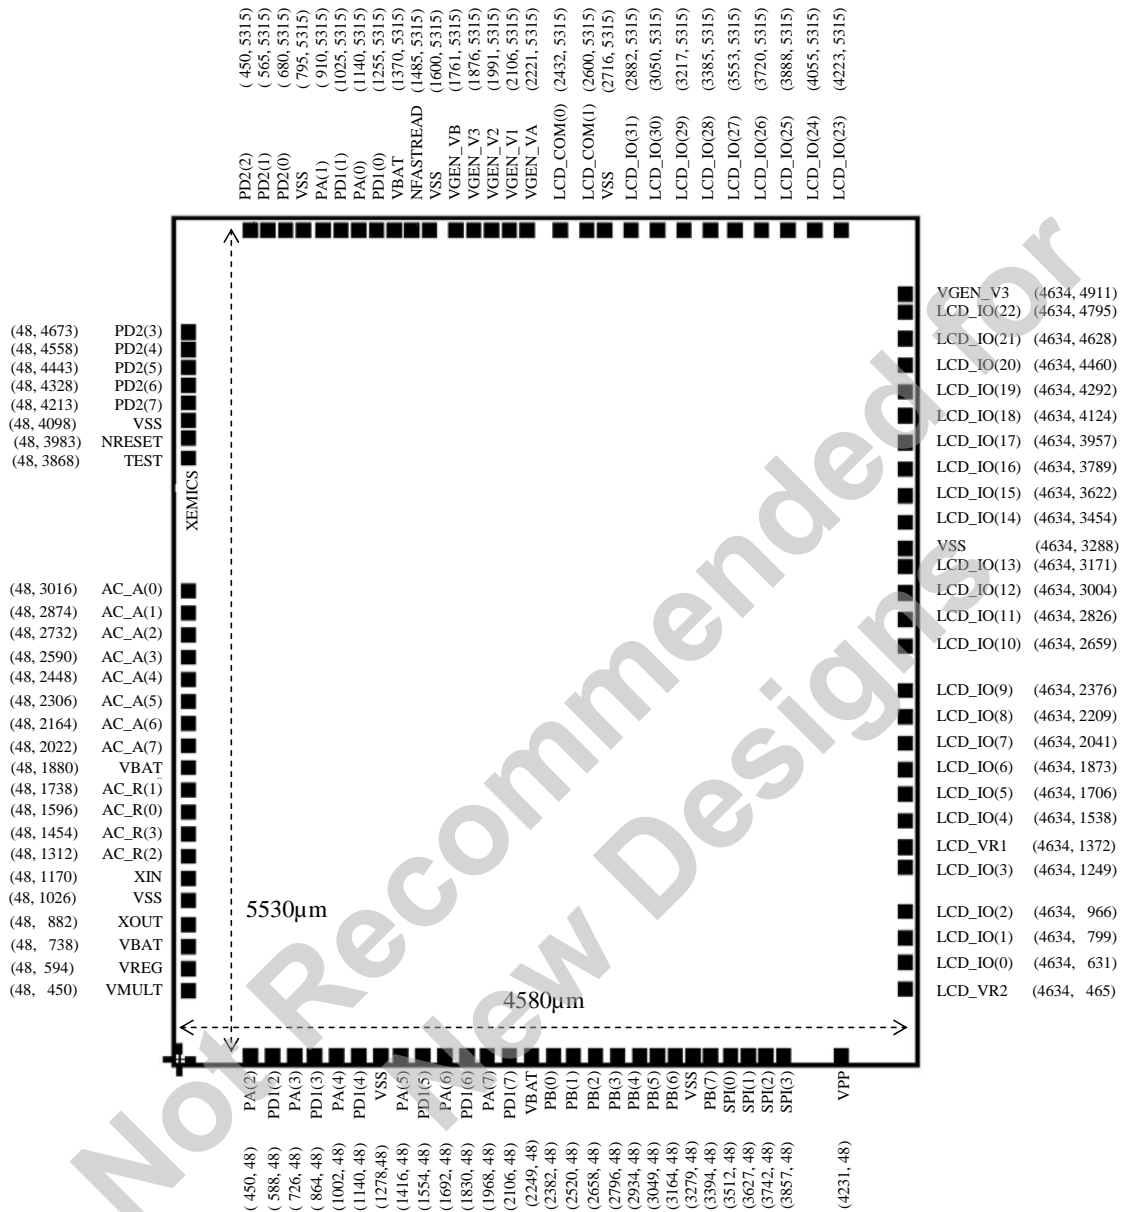 PD2(2) ( 450, 5315)
PD2(1) ( 565, 5315)
PD2(0) ( 680, 5315)
VSS ( 795, 5315)
PA(1) ( 910, 5315)
PD1(1) (1025, 5315)
PA(0) (1140, 5315)
PD1(0) (1255, 5315)
VBAT (1370, 5315)
NFASTREAD (1485, 5315)
VSS (1600, 5315)
VGEN_VB (1761, 5315)
VGEN_V3 (1876, 5315)
VGEN_V2 (1991, 5315)
VGEN_V1 (2106, 5315)
VGEN_VA (2221, 5315)
LCD_COM(0) (2432, 5315)
LCD_COM(1) (2600, 5315)
VSS (2716, 5315)
LCD_IO(31) (2882, 5315)
LCD_IO(30) (3050, 5315)
LCD_IO(29) (3217, 5315)
LCD_IO(28) (3385, 5315)
LCD_IO(27) (3553, 5315)
LCD_IO(26) (3720, 5315)
LCD_IO(25) (3888, 5315)
LCD_IO(24) (4055, 5315)
LCD_IO(23) (4223, 5315)
(48, 4673) PD2(3)
(48, 4558) PD2(4)
(48, 4443) PD2(5)
(48, 4328) PD2(6)
(48, 4213) PD2(7)
(48, 4098) VSS
(48, 3983) NRESET
(48, 3868) TEST
XEMICS
(48, 3016) AC_A(0)
(48, 2874) AC_A(1)
(48, 2732) AC_A(2)
(48, 2590) AC_A(3)
(48, 2448) AC_A(4)
(48, 2306) AC_A(5)
(48, 2164) AC_A(6)
(48, 2022) AC_A(7)
(48, 1880) VBAT
(48, 1738) AC_R(1)
(48, 1596) AC_R(0)
(48, 1454) AC_R(3)
(48, 1312) AC_R(2)
(48, 1170) XIN
(48, 1026) VSS
(48, 882) XOUT
(48, 738) VBAT
(48, 594) VREG
(48, 450) VMULT
5530µm
4580µm
VGEN_V3 (4634, 4911)
LCD_IO(22) (4634, 4795)
LCD_IO(21) (4634, 4628)
LCD_IO(20) (4634, 4460)
LCD_IO(19) (4634, 4292)
LCD_IO(18) (4634, 4124)
LCD_IO(17) (4634, 3957)
LCD_IO(16) (4634, 3789)
LCD_IO(15) (4634, 3622)
LCD_IO(14) (4634, 3454)
VSS (4634, 3288)
LCD_IO(13) (4634, 3171)
LCD_IO(12) (4634, 3004)
LCD_IO(11) (4634, 2826)
LCD_IO(10) (4634, 2659)
LCD_IO(9) (4634, 2376)
LCD_IO(8) (4634, 2209)
LCD_IO(7) (4634, 2041)
LCD_IO(6) (4634, 1873)
LCD_IO(5) (4634, 1706)
LCD_IO(4) (4634, 1538)
LCD_VR1 (4634, 1372)
LCD_IO(3) (4634, 1249)
LCD_IO(2) (4634, 966)
LCD_IO(1) (4634, 799)
LCD_IO(0) (4634, 631)
LCD_VR2 (4634, 465)
( 450, 48) PA(2)
( 588, 48) PD1(2)
( 726, 48) PA(3)
( 864, 48) PD1(3)
(1002, 48) PA(4)
(1140, 48) PD1(4)
(1278,48) VSS
(1416, 48) PA(5)
(1554, 48) PD1(5)
(1692, 48) PA(6)
(1830, 48) PD1(6)
(1968, 48) PA(7)
(2106, 48) PD1(7)
(2249, 48) VBAT
(2382, 48) PB(0)
(2520, 48) PB(1)
(2658, 48) PB(2)
(2796, 48) PB(3)
(2934, 48) PB(4)
(3049, 48) PB(5)
(3164, 48) PB(6)
(3279, 48) VSS
(3394, 48) PB(7)
(3512, 48) SPI(0)
(3627, 48) SPI(1)
(3742, 48) SPI(2)
(3857, 48) SPI(3)
(4231, 48) VPP
Not Recommended for
New Designs